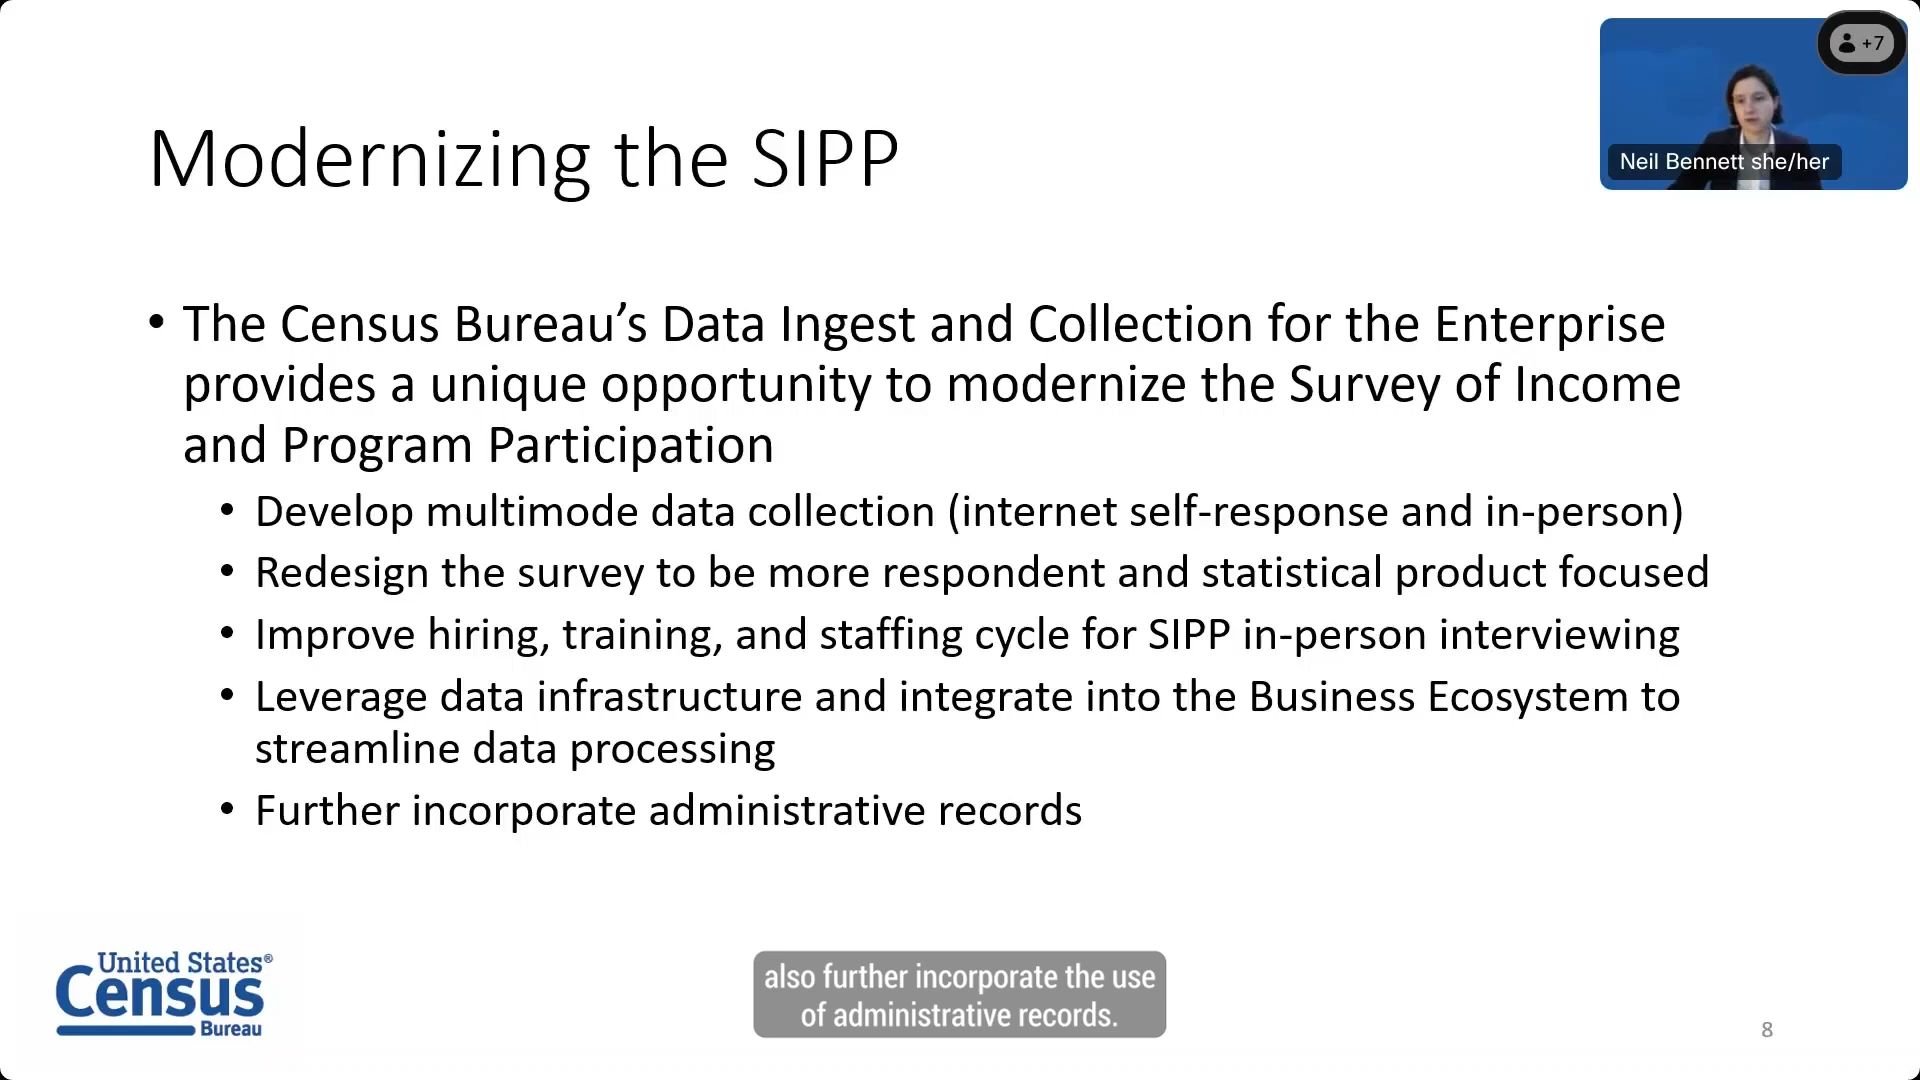 +7
Neil Bennett she/her
Modernizing the SIPP
• The Census Bureau’s Data Ingest and Collection for the Enterprise
provides a unique opportunity to modernize the Survey of Income
and Program Participation
• Develop multimode data collection (internet self-response and in-person)
• Redesign the survey to be more respondent and statistical product focused
• Improve hiring, training, and staffing cycle for SIPP in-person interviewing
• Leverage data infrastructure and integrate into the Business Ecosystem to
streamline data processing
• Further incorporate administrative records
United States®
Census
Bureau
also further incorporate the use
of administrative records.
8